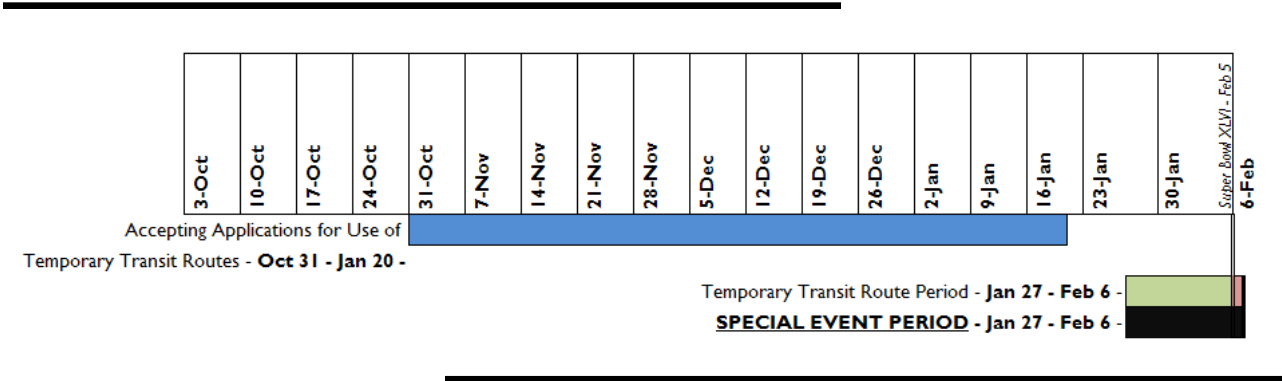 3-Oct
10-Oct
17-Oct
24-Oct
31-Oct
7-Nov
14-Nov
21-Nov
28-Nov
5-Dec
12-Dec
19-Dec
26-Dec
2-Jan
9-Jan
16-Jan
23-Jan
30-Jan
Super Bowl XLVI - Feb 5
6-Feb
Accepting Applications for Use of
Temporary Transit Routes - Oct 31 - Jan 20 -
Temporary Transit Route Period - Jan 27 - Feb 6 -
SPECIAL EVENT PERIOD - Jan 27 - Feb 6 -